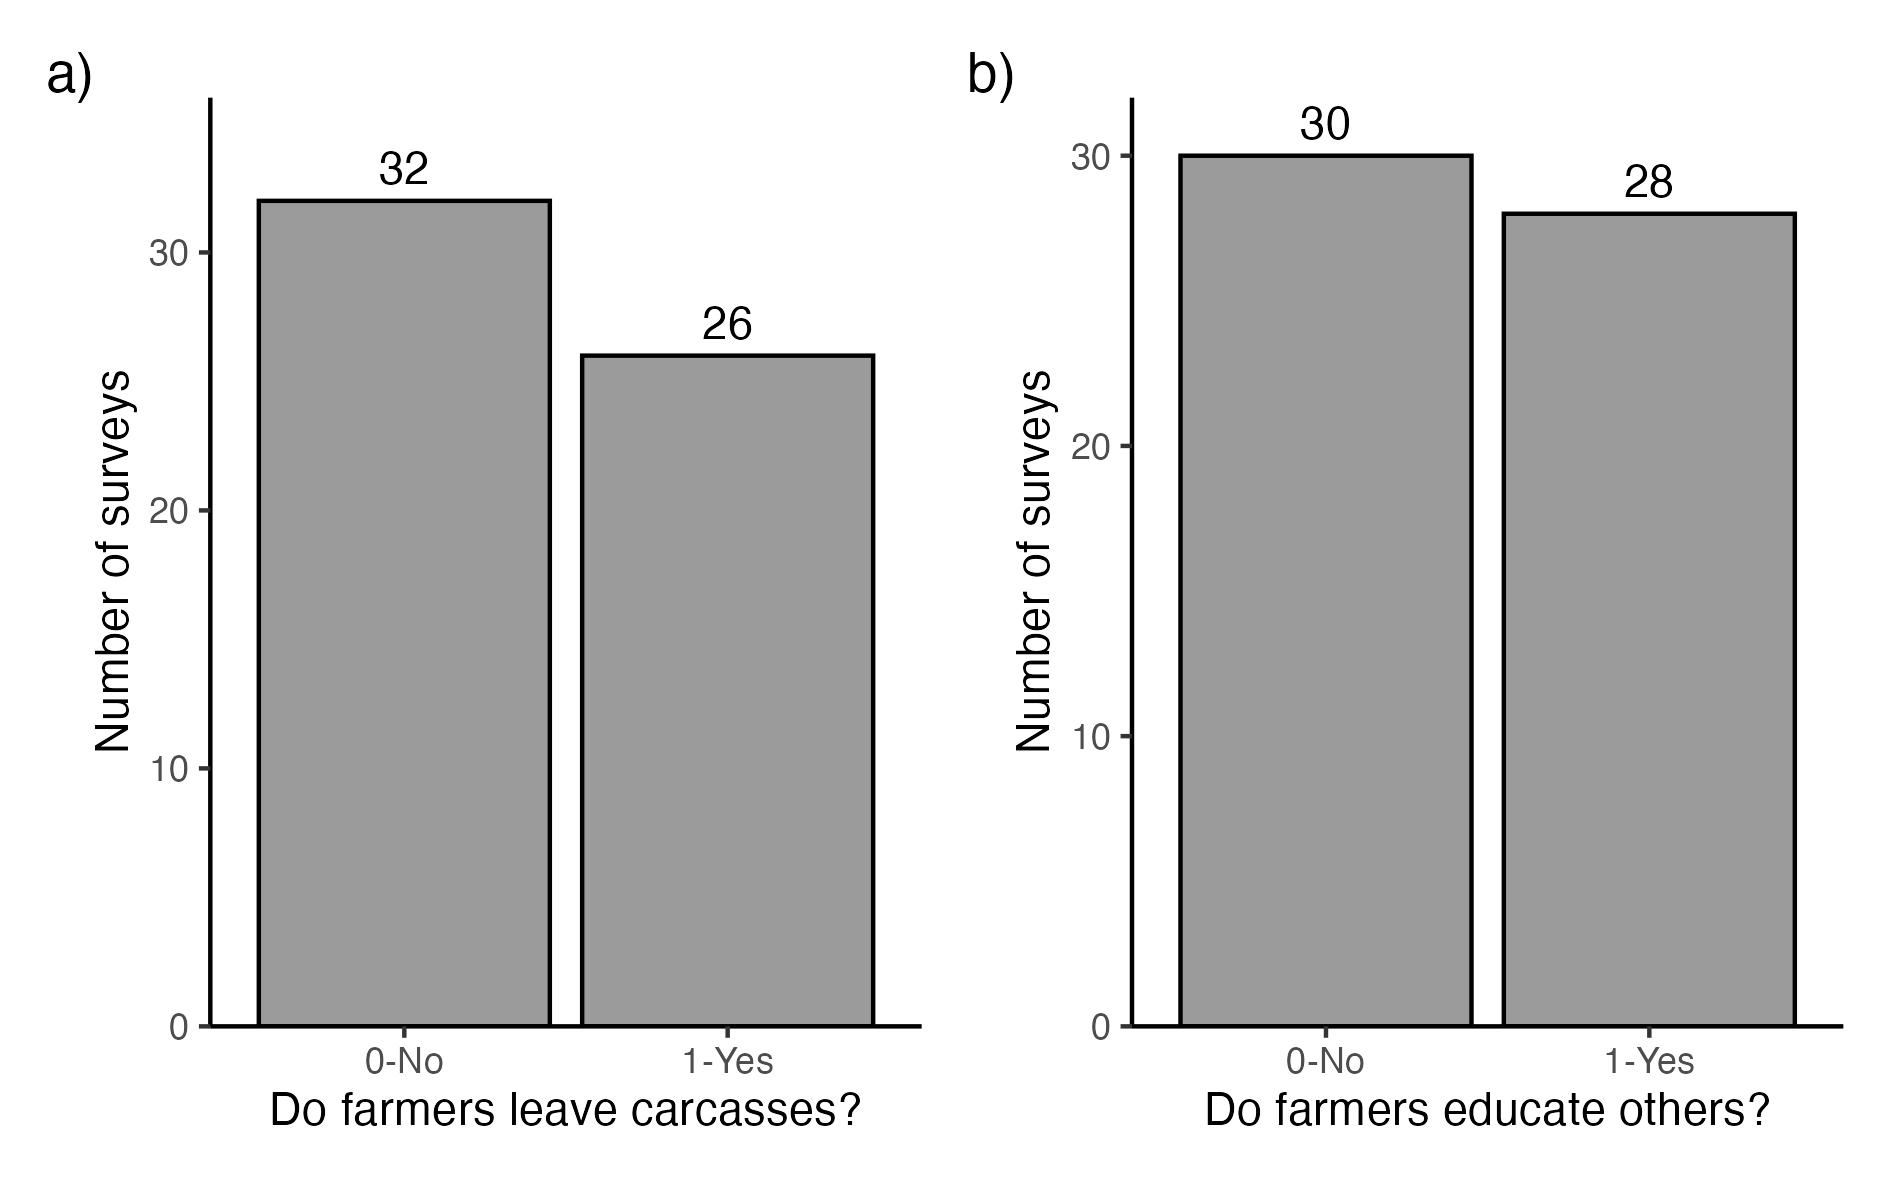 a)
32
26
30
20
10
0
Number of surveys
0-No
1-Yes
Do farmers leave carcasses?
b)
30
28
30
20
10
0
Number of surveys
0-No
1-Yes
Do farmers educate others?